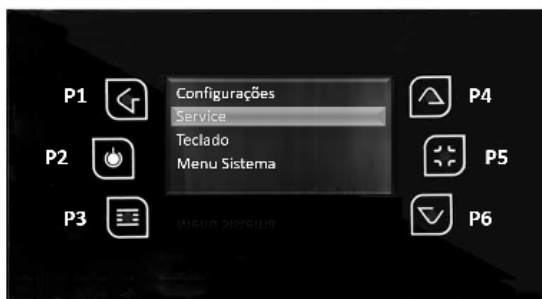 P1
P2
P3
Configurações
Service
Teclado
Menu Sistema
P4
P5
P6